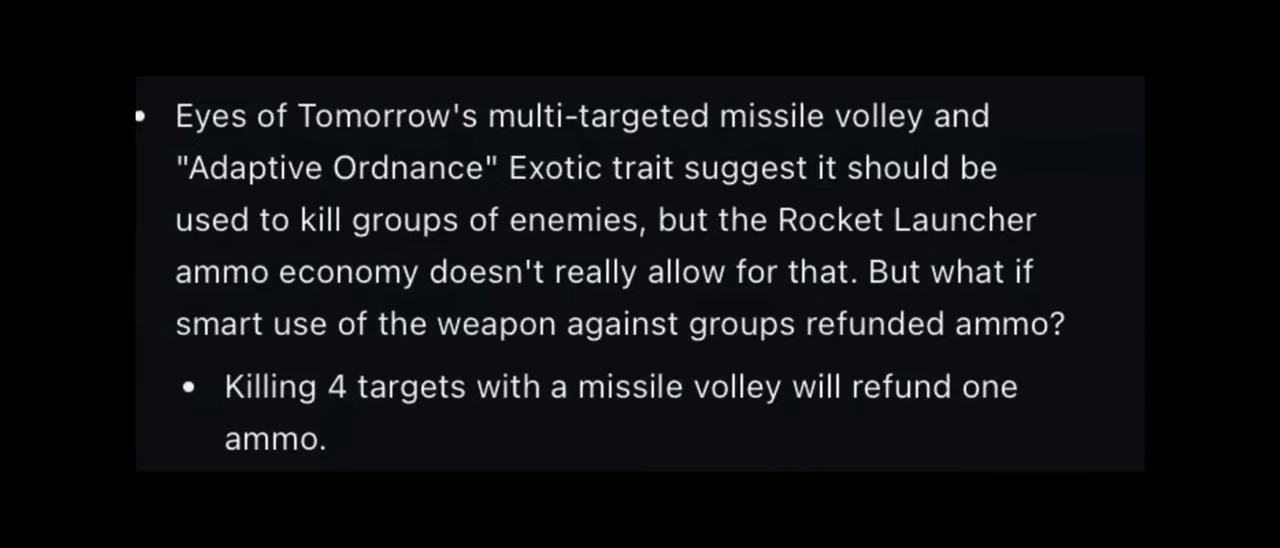 • Eyes of Tomorrow's multi-targeted missile volley and
"Adaptive Ordnance" Exotic trait suggest it should be
used to kill groups of enemies, but the Rocket Launcher
ammo economy doesn't really allow for that. But what if
smart use of the weapon against groups refunded ammo?
• Killing 4 targets with a missile volley will refund one
ammo.